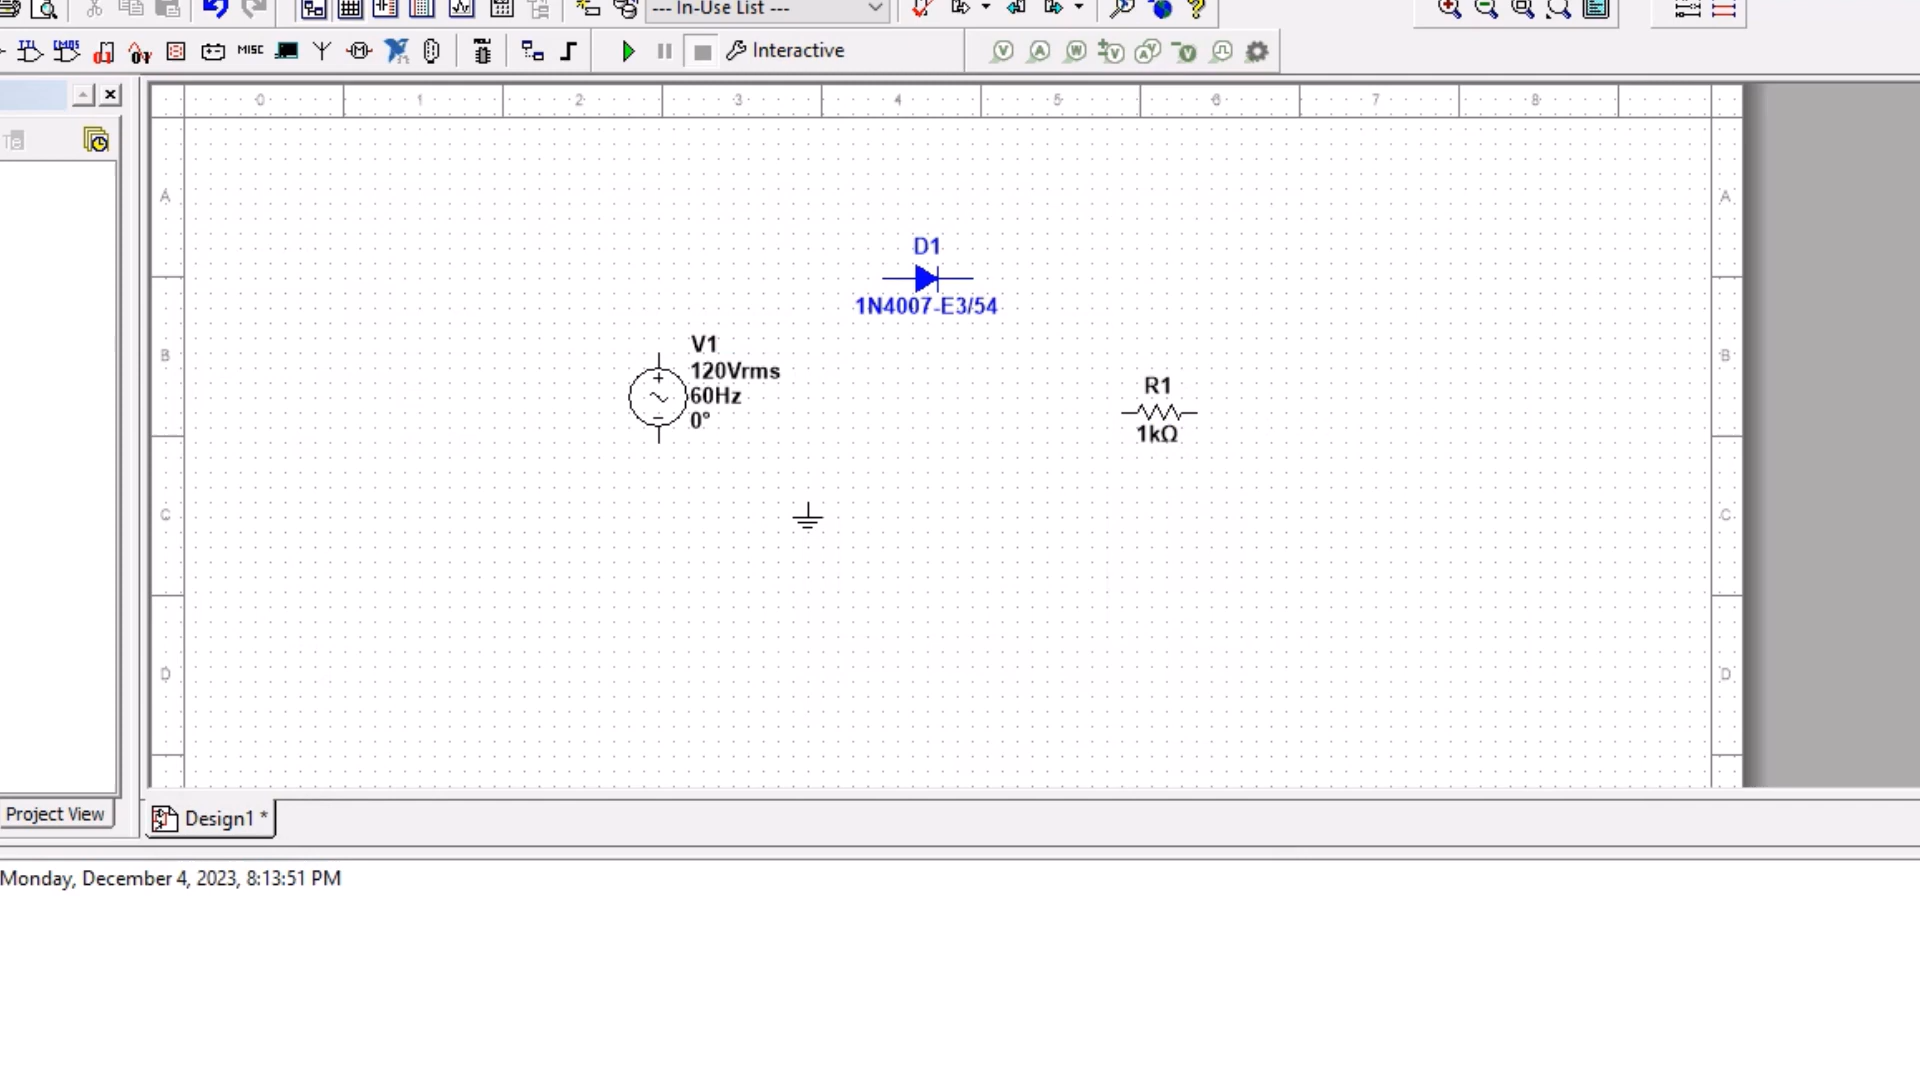 --- In-Use List ---
MISC
Interactive
0 1 2 3 4 5 6 7 8
A A
D1
1N4007-E3/54
V1
120Vrms
60Hz
0°
B B
R1
1kΩ
C C
D D
Project View
Design1 *
Monday, December 4, 2023, 8:13:51 PM